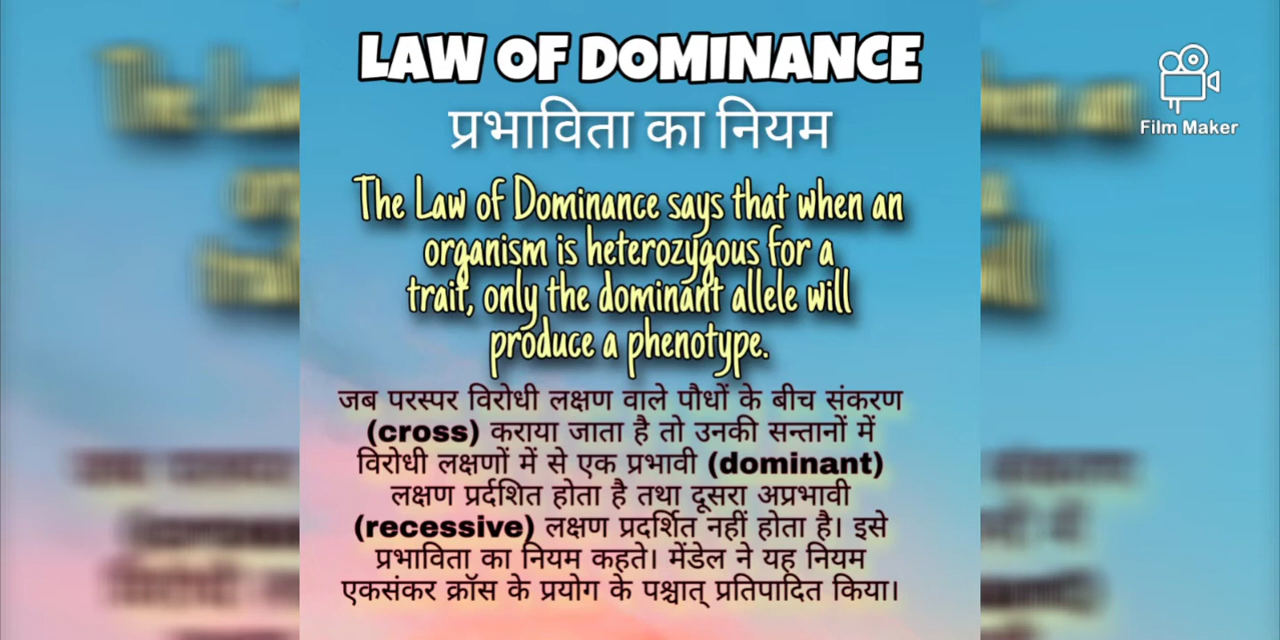 LAW OF DOMINANCE
प्रभाविता का नियम
Film Maker
The Law of Dominance says that when an
organism is heterozygous for a
trait, only the dominant allele will
produce a phenotype.
जब परस्पर विरोधी लक्षण वाले पौधों के बीच संकरण
(cross) कराया जाता है तो उनकी सन्तानों में
विरोधी लक्षणों में से एक प्रभावी (dominant)
लक्षण प्रर्दशित होता है तथा दूसरा अप्रभावी
(recessive) लक्षण प्रदर्शित नहीं होता है। इसे
प्रभाविता का नियम कहते। मेंडेल ने यह नियम
एकसंकर क्रॉस के प्रयोग के पश्चात् प्रतिपादित किया।